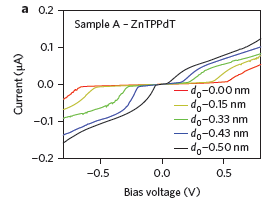 a
0.2
Sample A – ZnTPPdT
0.1
0.0
−0.1
−0.2
Current (µA)
d₀–0.00 nm
d₀–0.15 nm
d₀–0.33 nm
d₀–0.43 nm
d₀–0.50 nm
−0.5 0.0 0.5
Bias voltage (V)